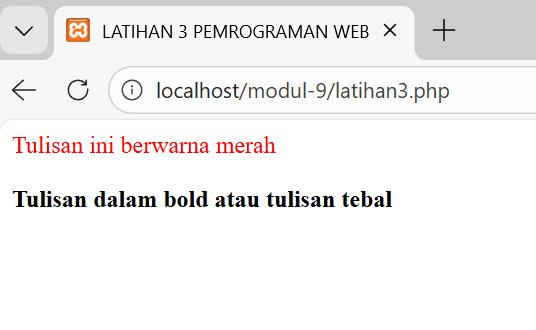 LATIHAN 3 PEMROGRAMAN WEB
localhost/modul-9/latihan3.php
Tulisan ini berwarna merah
Tulisan dalam bold atau tulisan tebal